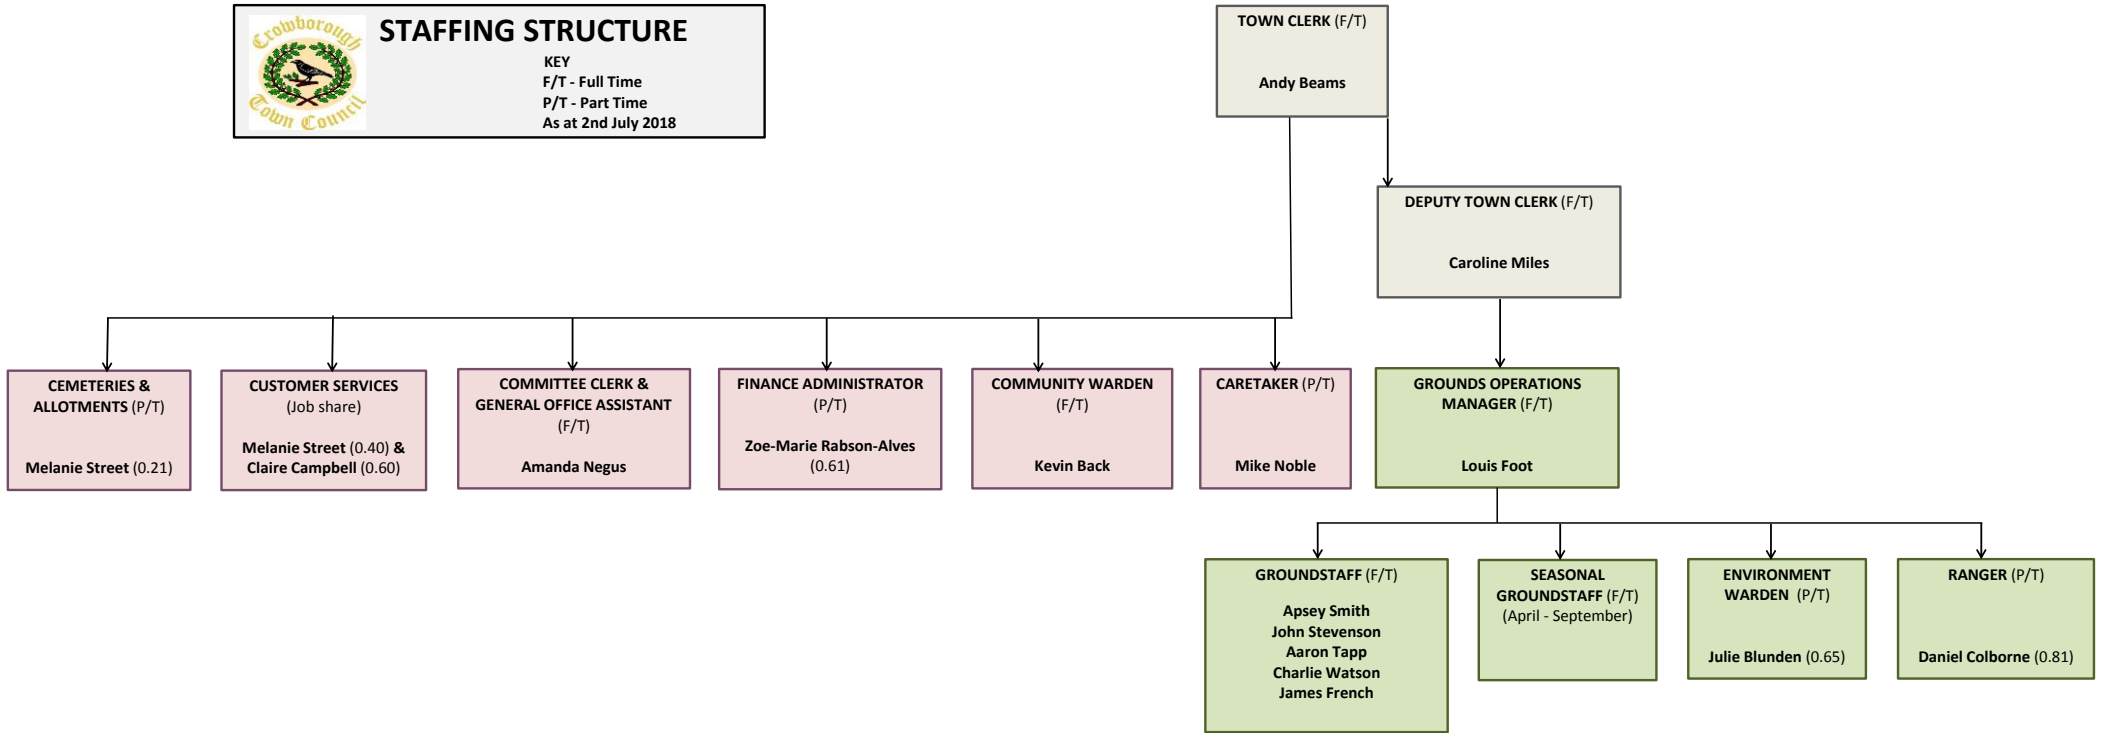 Crowborough
Town Council
STAFFING STRUCTURE
KEY
F/T - Full Time
P/T - Part Time
As at 2nd July 2018
TOWN CLERK (F/T)
Andy Beams
DEPUTY TOWN CLERK (F/T)
Caroline Miles
CEMETERIES &
ALLOTMENTS (P/T)
Melanie Street (0.21)
CUSTOMER SERVICES
(Job share)
Melanie Street (0.40) &
Claire Campbell (0.60)
COMMITTEE CLERK &
GENERAL OFFICE ASSISTANT
(F/T)
Amanda Negus
FINANCE ADMINISTRATOR
(P/T)
Zoe-Marie Rabson-Alves
(0.61)
COMMUNITY WARDEN
(F/T)
Kevin Back
CARETAKER (P/T)
Mike Noble
GROUNDS OPERATIONS
MANAGER (F/T)
Louis Foot
GROUNDSTAFF (F/T)
Apsey Smith
John Stevenson
Aaron Tapp
Charlie Watson
James French
SEASONAL
GROUNDSTAFF (F/T)
(April - September)
ENVIRONMENT
WARDEN (P/T)
Julie Blunden (0.65)
RANGER (P/T)
Daniel Colborne (0.81)